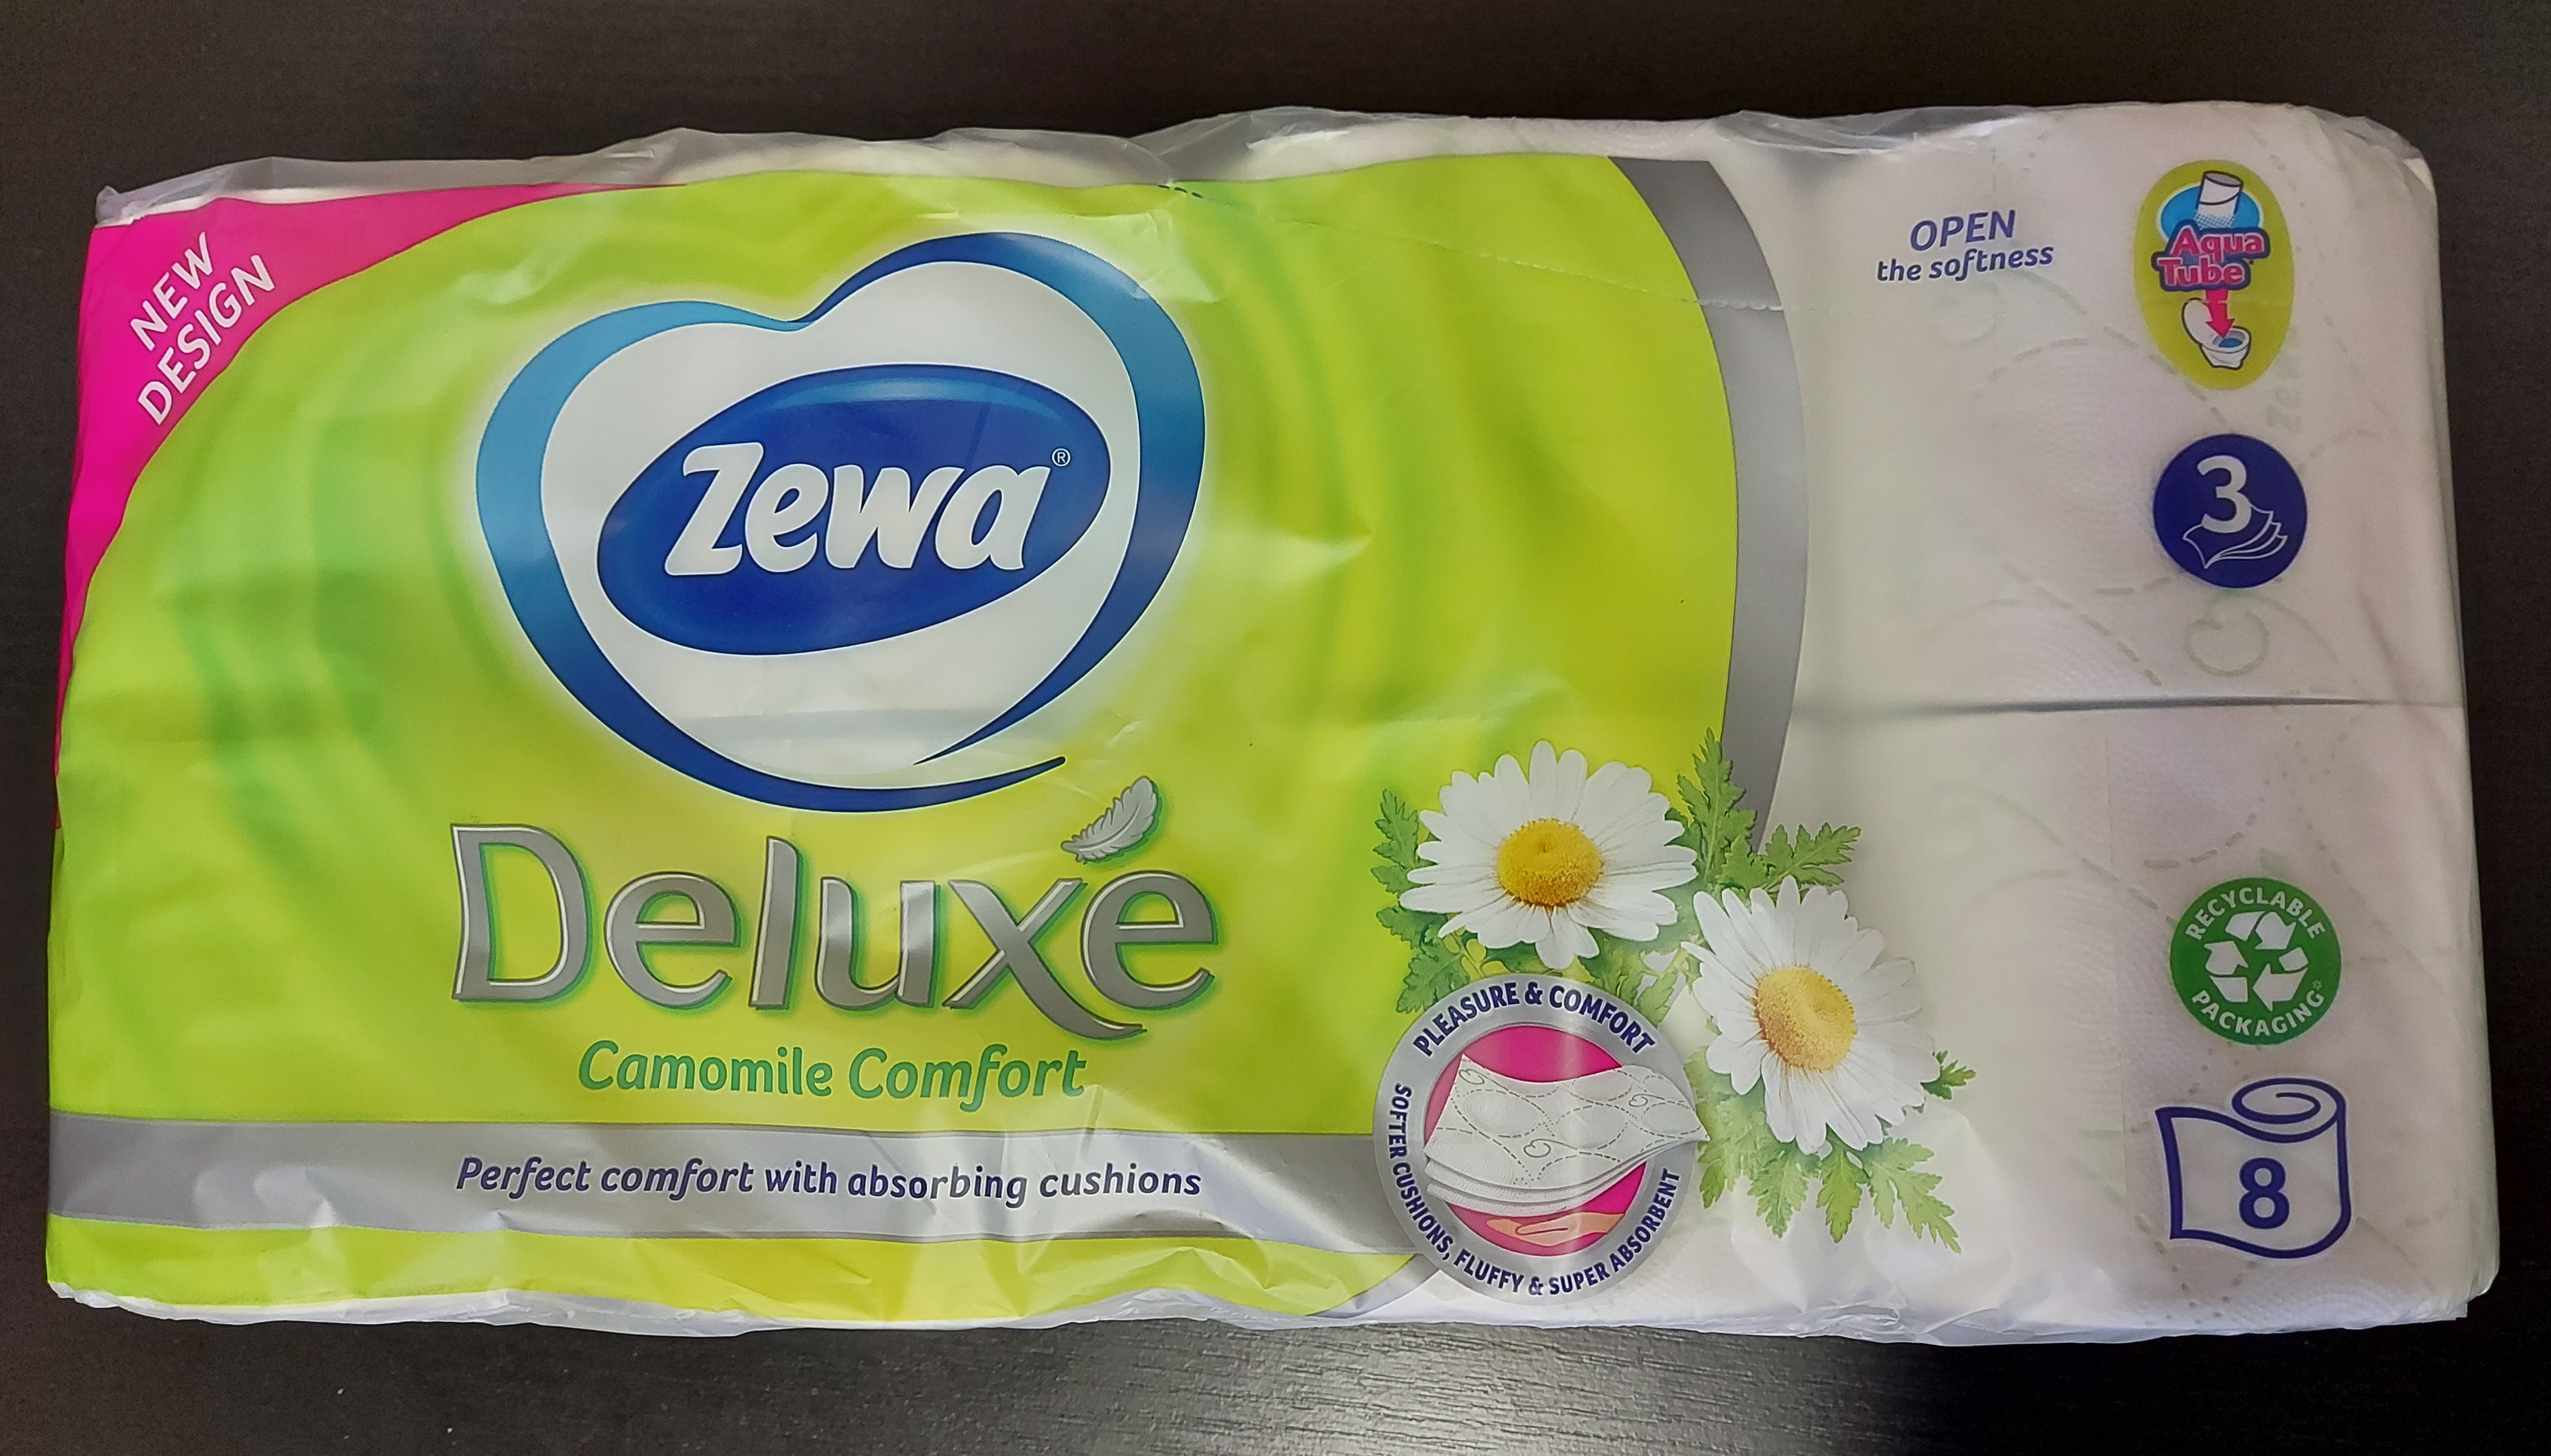 NEW
DESIGN
Zewa®
Deluxe
Camomile Comfort
Perfect comfort with absorbing cushions
OPEN
the softness
Aqua
Tube
3
PLEASURE & COMFORT
SOFTER CUSHIONS, FLUFFY & SUPER ABSORBENT
RECYCLABLE
PACKAGING*
8